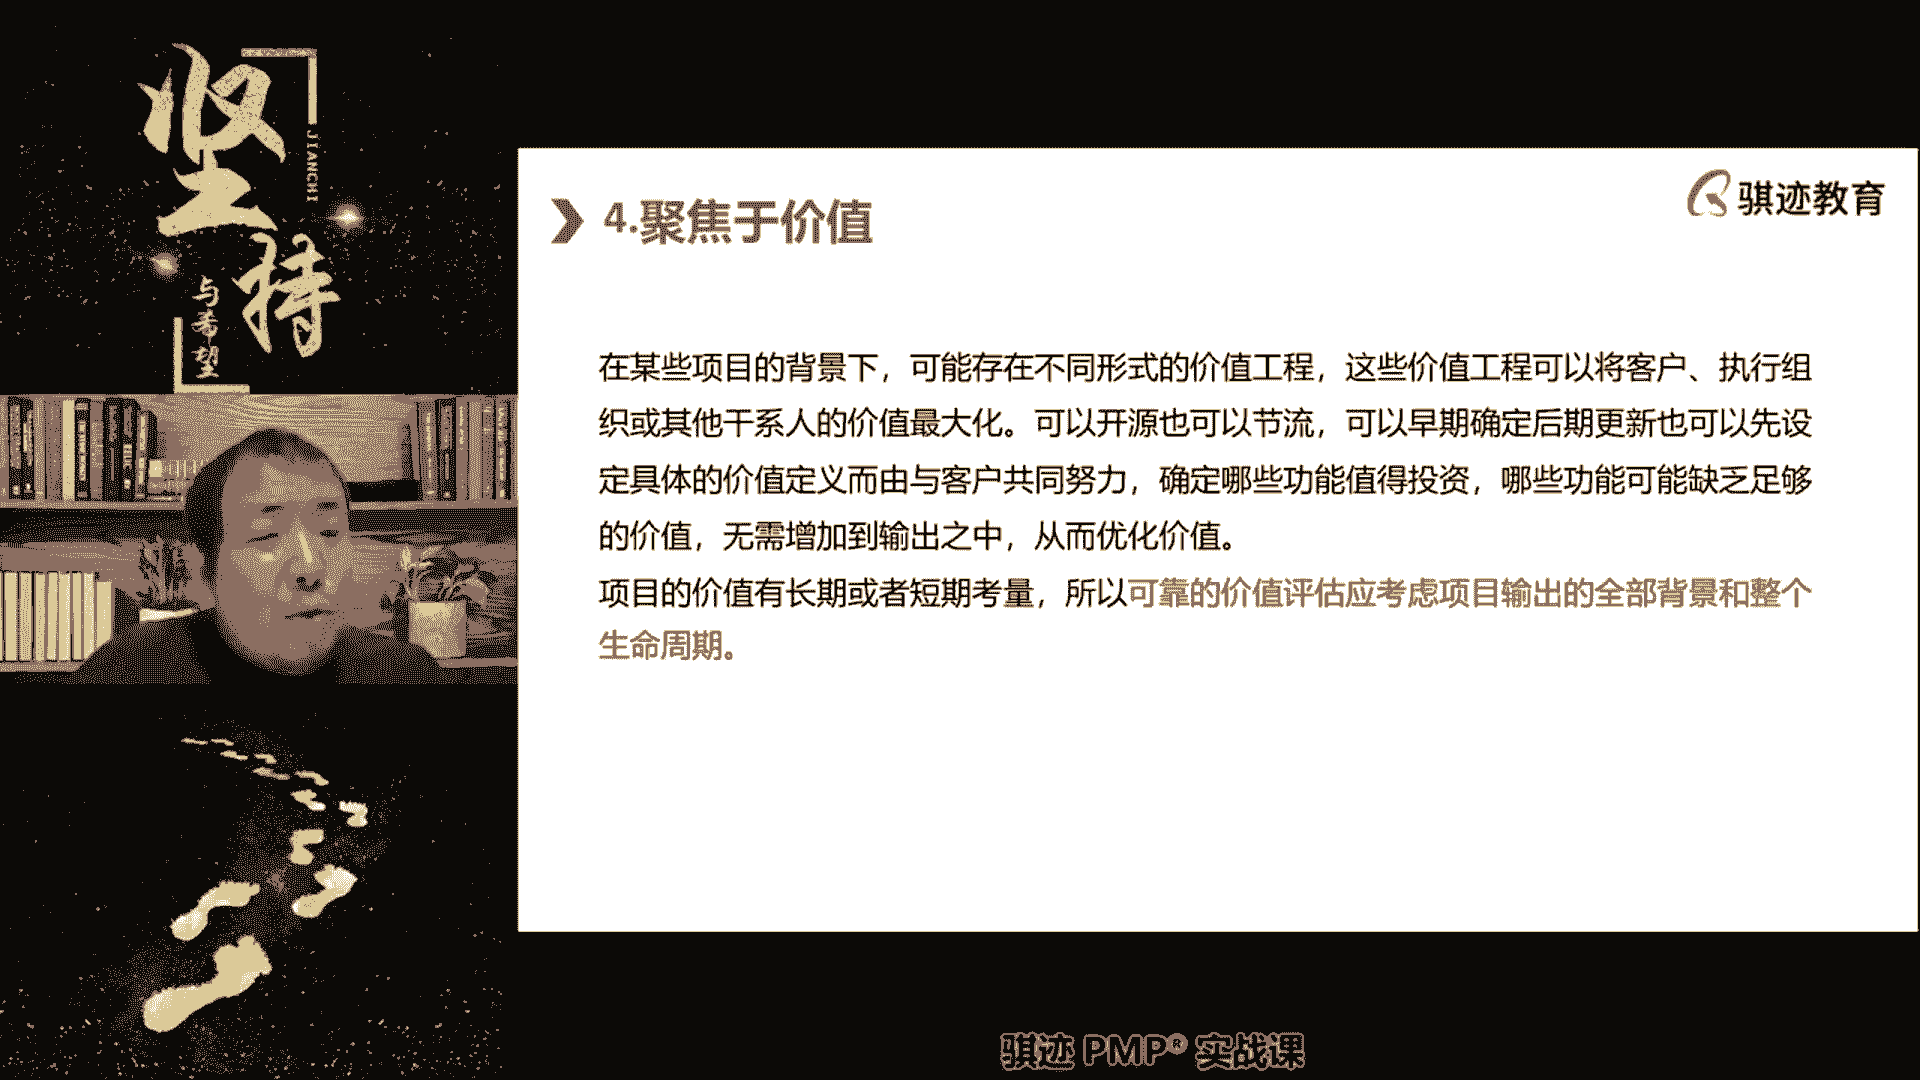 坚持
JIANCHI
与希望
骐迹教育
4.聚焦于价值
在某些项目的背景下，可能存在不同形式的价值工程，这些价值工程可以将客户、执行组
织或其他干系人的价值最大化。可以开源也可以节流，可以早期确定后期更新也可以先设
定具体的价值定义而由与客户共同努力，确定哪些功能值得投资，哪些功能可能缺乏足够
的价值，无需增加到输出之中，从而优化价值。
项目的价值有长期或者短期考量，所以可靠的价值评估应考虑项目输出的全部背景和整个
生命周期。
骐迹 PMP® 实战课